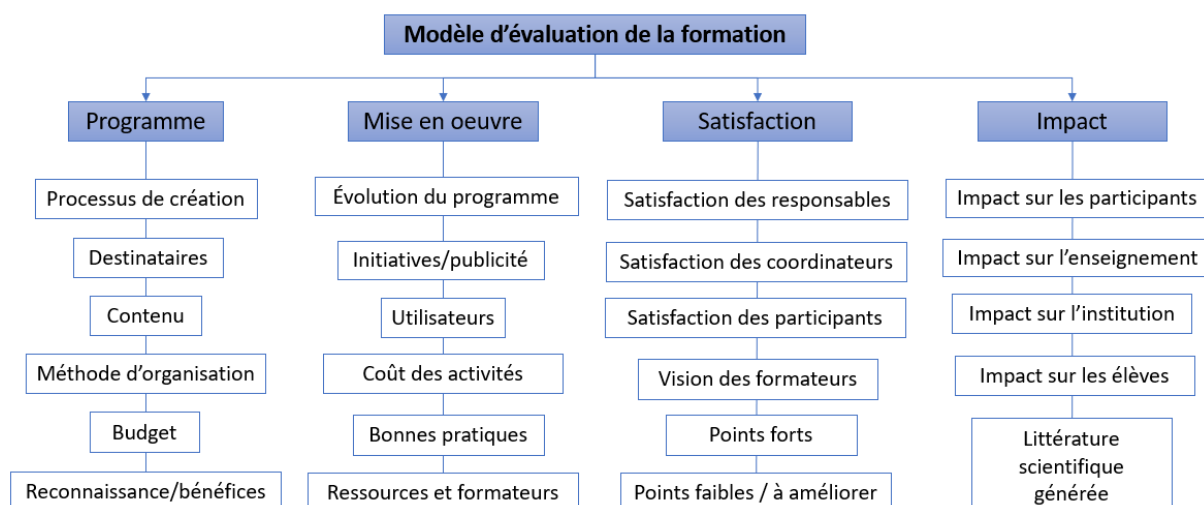 Modèle d'évaluation de la formation
Programme
Processus de création
Destinataires
Contenu
Méthode d'organisation
Budget
Reconnaissance/bénéfices
Mise en oeuvre
Évolution du programme
Initiatives/publicité
Utilisateurs
Coût des activités
Bonnes pratiques
Ressources et formateurs
Satisfaction
Satisfaction des responsables
Satisfaction des coordinateurs
Satisfaction des participants
Vision des formateurs
Points forts
Points faibles / à améliorer
Impact
Impact sur les participants
Impact sur l'enseignement
Impact sur l'institution
Impact sur les élèves
Littérature
scientifique
générée